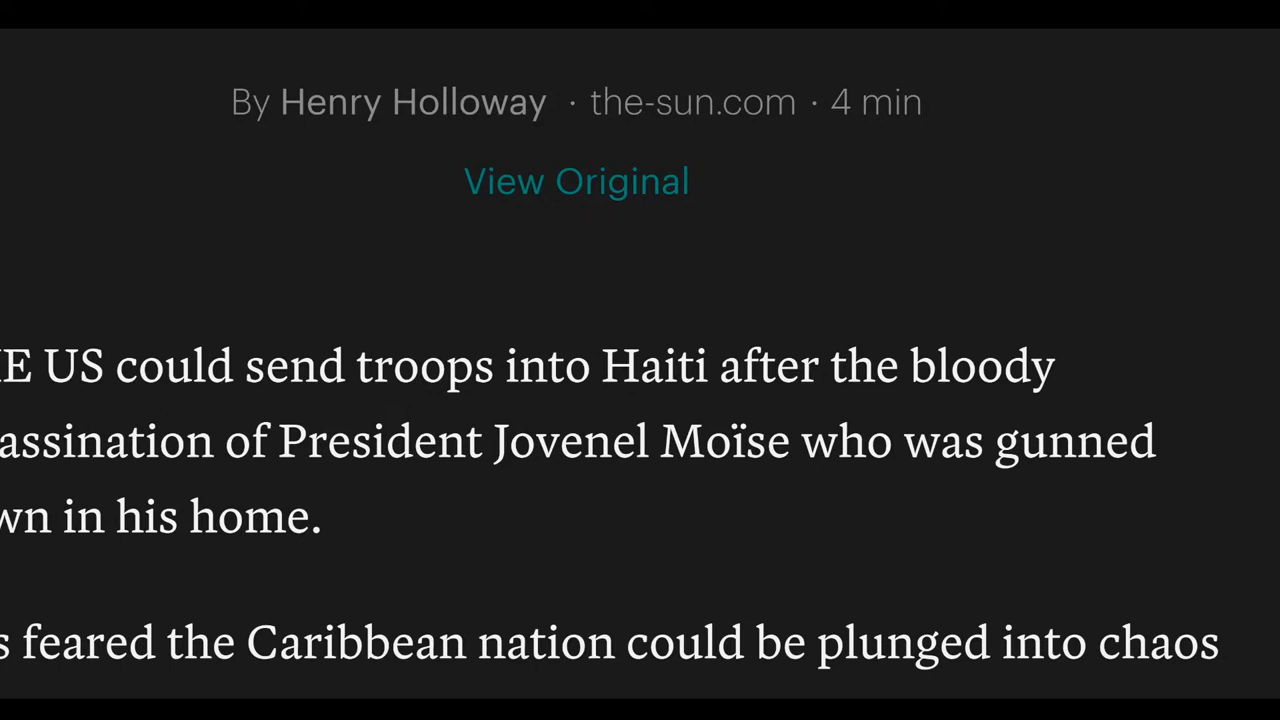 By Henry Holloway · the-sun.com · 4 min
View Original
E US could send troops into Haiti after the bloody
assination of President Jovenel Moïse who was gunned
wn in his home.
s feared the Caribbean nation could be plunged into chaos